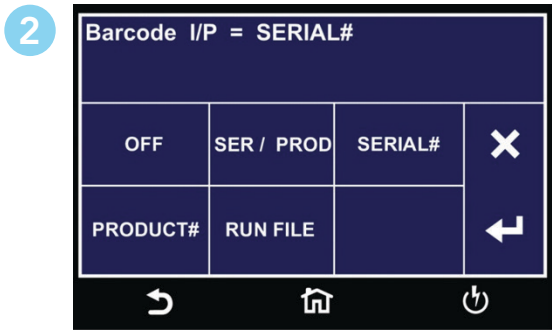 2
Barcode I/P = SERIAL#
OFF
SER / PROD
SERIAL#
PRODUCT#
RUN FILE